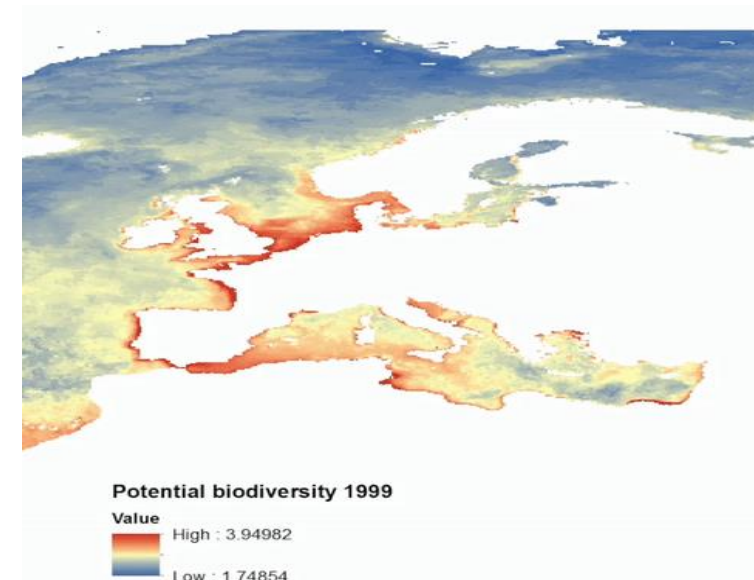 Potential biodiversity 1999
Value
High : 3.94982
Low : 1.74854